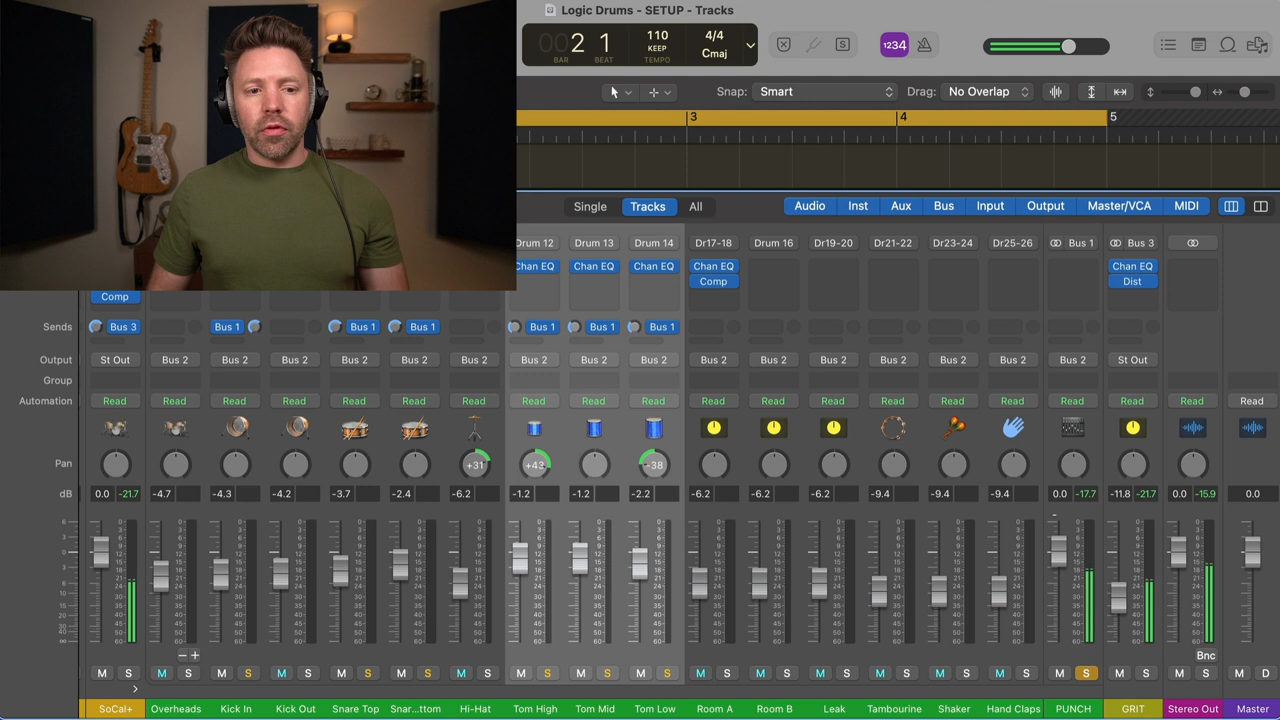 Logic Drums - SETUP - Tracks
002 1
BAR BEAT
110
KEEP
TEMPO
4/4
Cmaj
S
1234
Snap: Smart
Drag: No Overlap
3 4 5
Single Tracks All
Audio Inst Aux Bus Input Output Master/VCA MIDI
Drum 12 Drum 13 Drum 14 Dr17-18 Drum 16 Dr19-20 Dr21-22 Dr23-24 Dr25-26 Bus 1 Bus 3
Chan EQ Chan EQ Chan EQ Chan EQ Chan EQ
Comp Comp Dist
Sends Bus 3 Bus 1 Bus 1 Bus 1 Bus 1 Bus 1 Bus 1
Output St Out Bus 2 Bus 2 Bus 2 Bus 2 Bus 2 Bus 2 Bus 2 Bus 2 Bus 2 Bus 2 Bus 2 Bus 2 Bus 2 Bus 2 Bus 2 Bus 2 St Out
Group
Automation Read Read Read Read Read Read Read Read Read Read Read Read Read Read Read Read Read Read Read Read
Pan +31 +43 -38
dB 0.0 -21.7 -4.7 -4.3 -4.2 -3.7 -2.4 -6.2 -1.2 -1.2 -2.2 -6.2 -6.2 -6.2 -9.4 -9.4 -9.4 0.0 -17.7 -11.8 -21.7 0.0 -15.9 0.0
Bnc
M S M S M S M S M S M S M S M S M S M S M S M S M S M S M S M S M S M S M S M D
SoCal+ Overheads Kick In Kick Out Snare Top Snar...ttom Hi-Hat Tom High Tom Mid Tom Low Room A Room B Leak Tambourine Shaker Hand Claps PUNCH GRIT Stereo Out Master